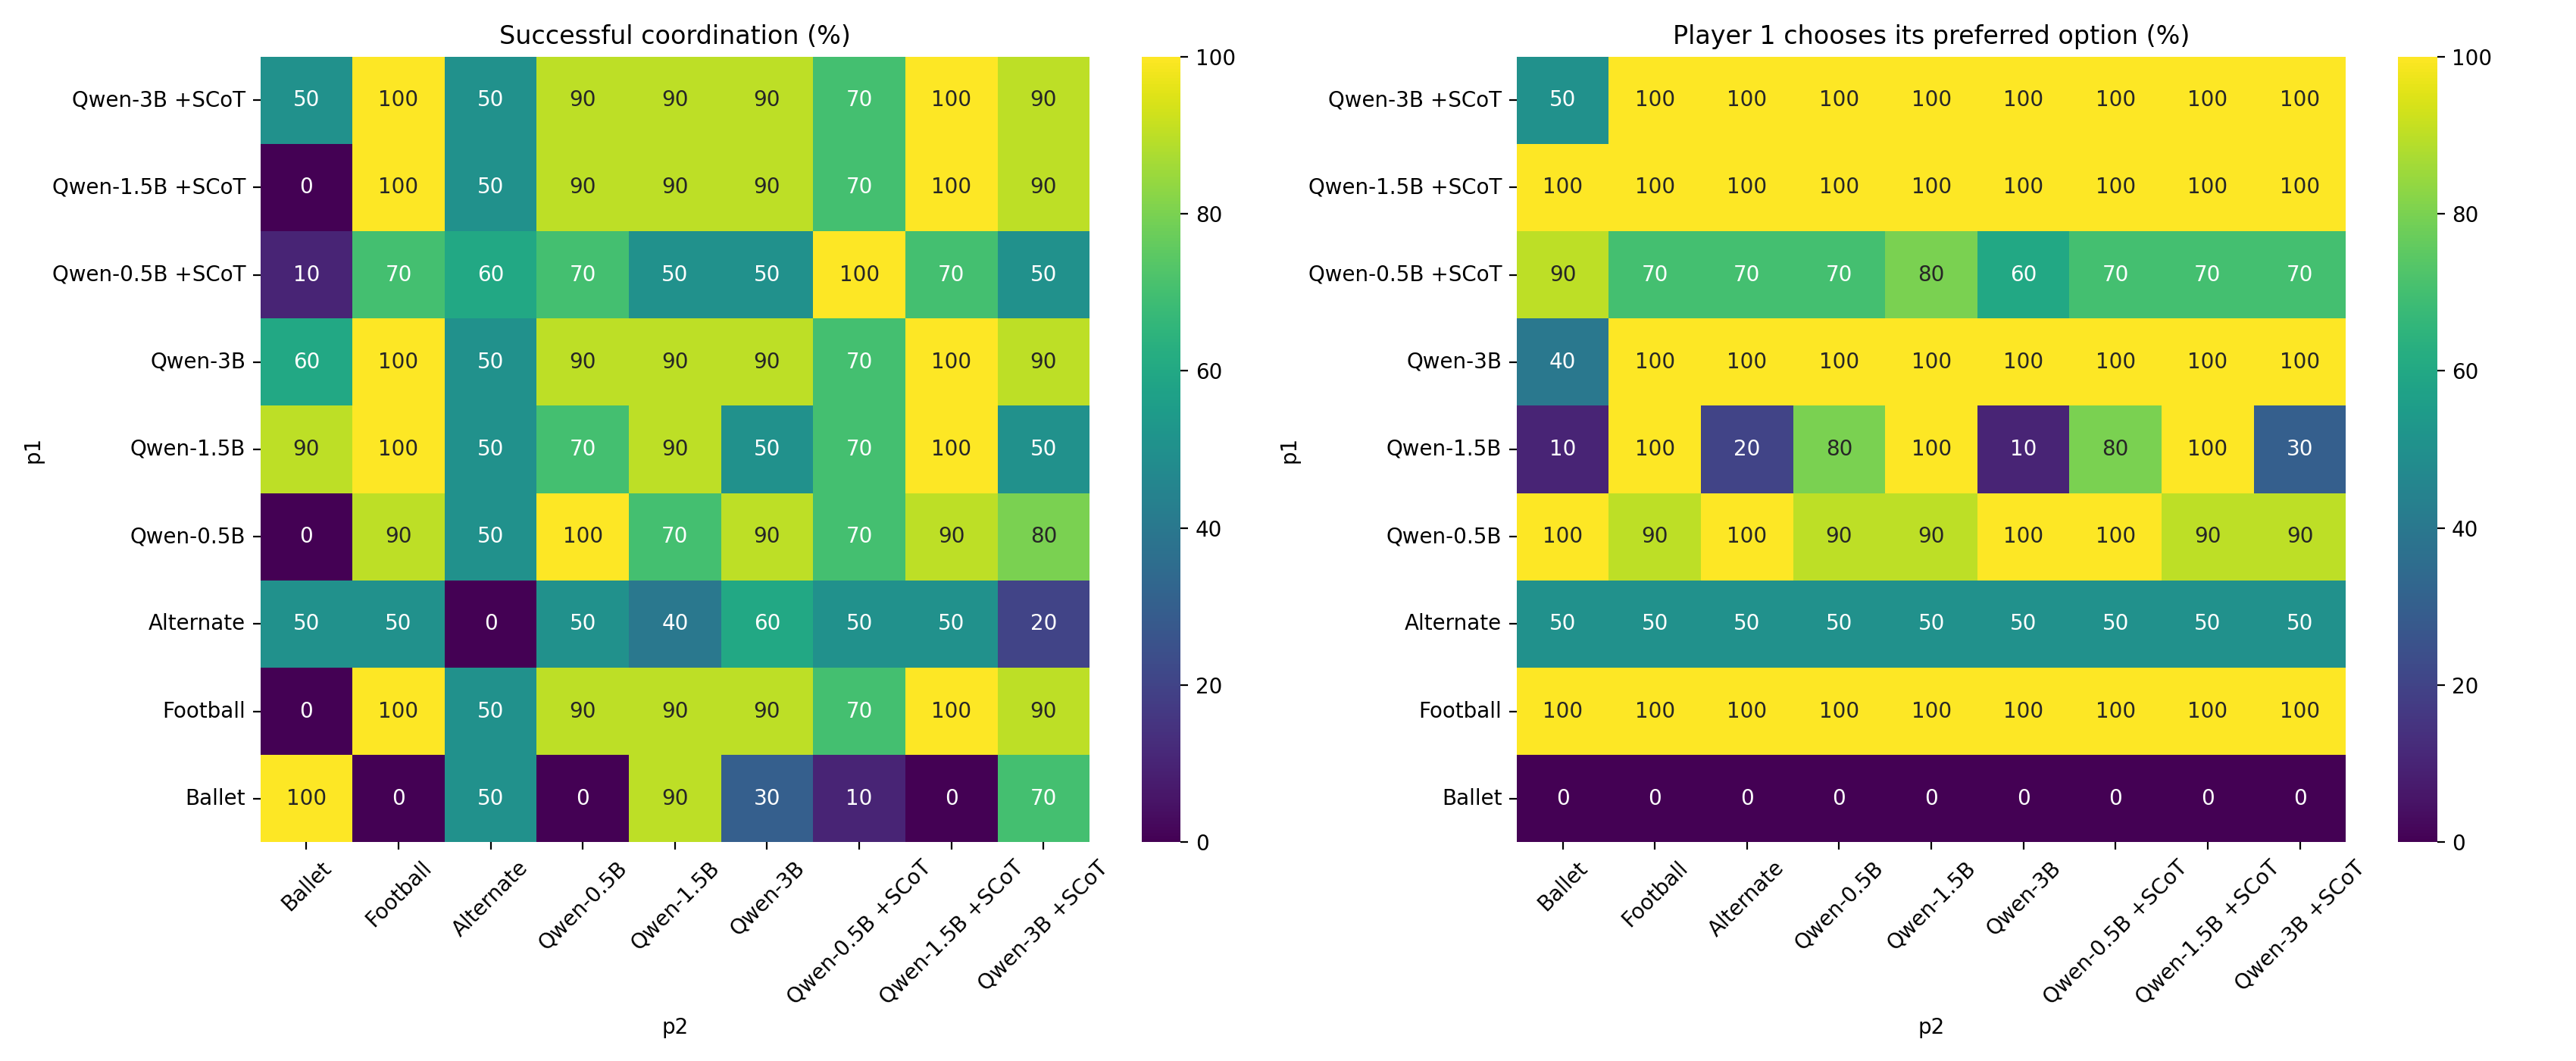 Successful coordination (%)
Qwen-3B +SCoT 50 100 50 90 90 90 70 100 90
Qwen-1.5B +SCoT 0 100 50 90 90 90 70 100 90
Qwen-0.5B +SCoT 10 70 60 70 50 50 100 70 50
Qwen-3B 60 100 50 90 90 90 70 100 90
Qwen-1.5B 90 100 50 70 90 50 70 100 50
Qwen-0.5B 0 90 50 100 70 90 70 90 80
Alternate 50 50 0 50 40 60 50 50 20
Football 0 100 50 90 90 90 70 100 90
Ballet 100 0 50 0 90 30 10 0 70
p1
Ballet Football Alternate Qwen-0.5B Qwen-1.5B Qwen-3B Qwen-0.5B +SCoT Qwen-1.5B +SCoT Qwen-3B +SCoT
p2
100
80
60
40
20
0
Player 1 chooses its preferred option (%)
Qwen-3B +SCoT 50 100 100 100 100 100 100 100 100
Qwen-1.5B +SCoT 100 100 100 100 100 100 100 100 100
Qwen-0.5B +SCoT 90 70 70 70 80 60 70 70 70
Qwen-3B 40 100 100 100 100 100 100 100 100
Qwen-1.5B 10 100 20 80 100 10 80 100 30
Qwen-0.5B 100 90 100 90 90 100 100 90 90
Alternate 50 50 50 50 50 50 50 50 50
Football 100 100 100 100 100 100 100 100 100
Ballet 0 0 0 0 0 0 0 0 0
p1
Ballet Football Alternate Qwen-0.5B Qwen-1.5B Qwen-3B Qwen-0.5B +SCoT Qwen-1.5B +SCoT Qwen-3B +SCoT
p2
100
80
60
40
20
0